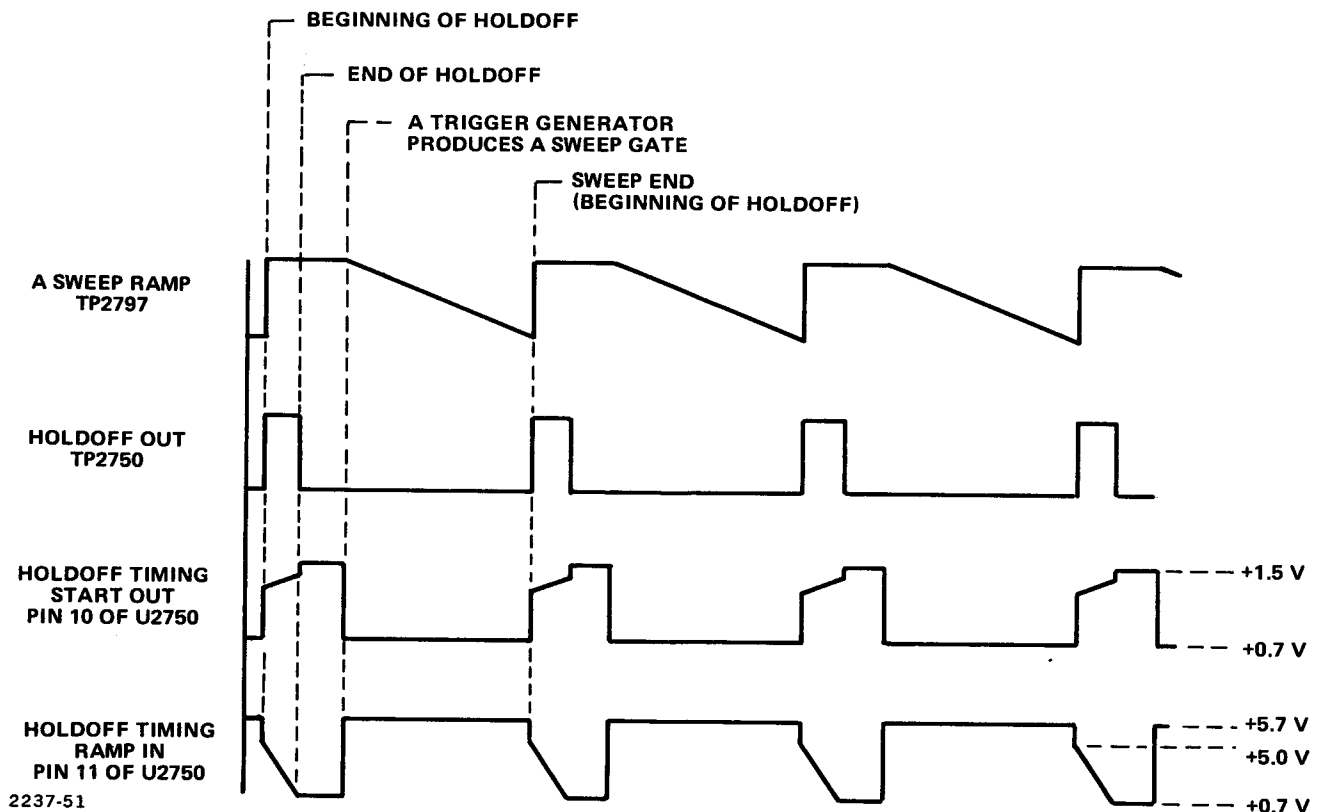 BEGINNING OF HOLDOFF
END OF HOLDOFF
A TRIGGER GENERATOR
PRODUCES A SWEEP GATE
SWEEP END
(BEGINNING OF HOLDOFF)
A SWEEP RAMP
TP2797
HOLDOFF OUT
TP2750
HOLDOFF TIMING
START OUT
PIN 10 OF U2750
+1.5 V
+0.7 V
HOLDOFF TIMING
RAMP IN
PIN 11 OF U2750
+5.7 V
+5.0 V
+0.7 V
2237-51